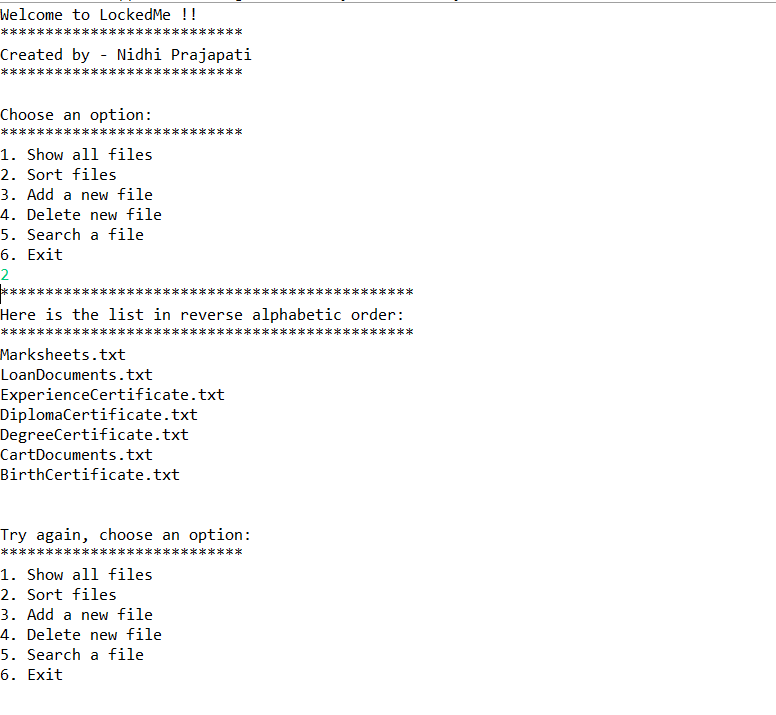 Welcome to LockedMe !!
***************************
Created by - Nidhi Prajapati
***************************
Choose an option:
***************************
1. Show all files
2. Sort files
3. Add a new file
4. Delete new file
5. Search a file
6. Exit
2
**********************************************
Here is the list in reverse alphabetic order:
**********************************************
Marksheets.txt
LoanDocuments.txt
ExperienceCertificate.txt
DiplomaCertificate.txt
DegreeCertificate.txt
CartDocuments.txt
BirthCertificate.txt
Try again, choose an option:
***************************
1. Show all files
2. Sort files
3. Add a new file
4. Delete new file
5. Search a file
6. Exit